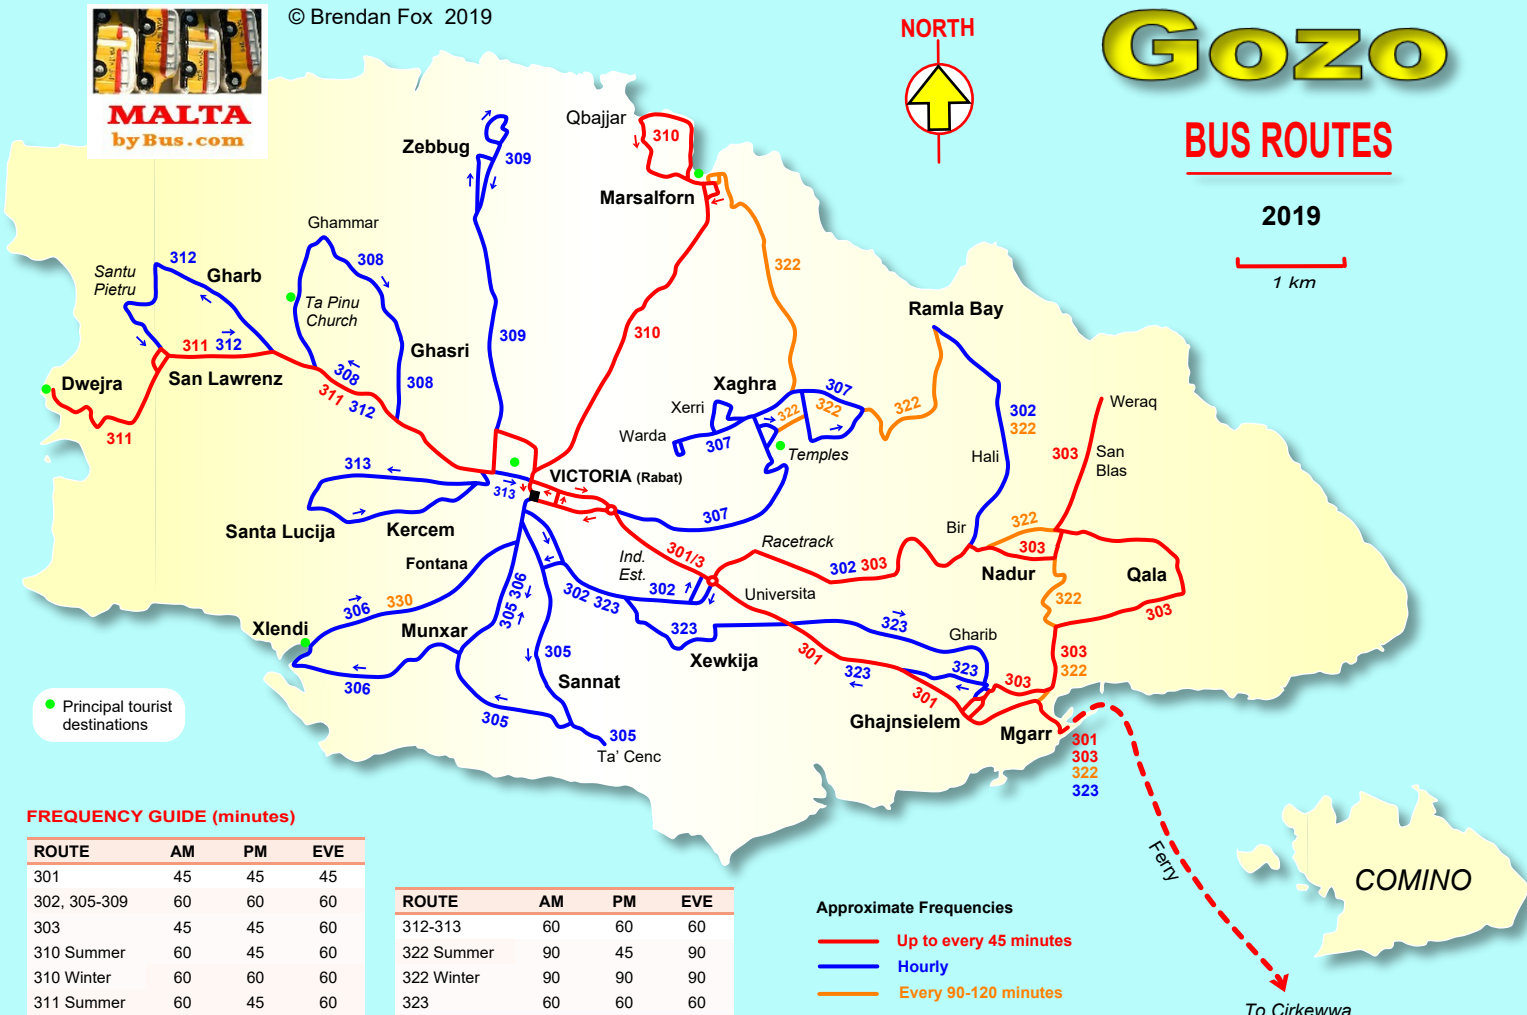 © Brendan Fox 2019
MALTA
byBus.com
NORTH
Gozo
BUS ROUTES
2019
1 km
Qbajjar
310
Zebbug
309
Marsalforn
Ghammar
312
308
Santu
Pietru
Gharb
322
Ta Pinu
Church
Ramla Bay
309
310
311 312
Ghasri
308
308
Dwejra
San Lawrenz
311 312
311
Xaghra
307
Xerri
322
322
322
302
322
Weraq
Warda
307
303
San
Blas
Temples
Hali
313
VICTORIA (Rabat)
313
307
322
Santa Lucija
Kercem
Bir
Racetrack
301/3
303
Fontana
Ind.
Est.
302 303
Nadur
Qala
306
330
305 306
302 323
302
Universita
322
303
Xlendi
Munxar
323
323
Gharib
305
Xewkija
301
303
322
306
Sannat
323
323
303
301
305
305
Ghajnsielem
Mgarr
Ta' Cenc
301
303
322
323
Principal tourist
destinations
Ferry
COMINO
To Cirkewwa
FREQUENCY GUIDE (minutes)
ROUTE AM PM EVE
301 45 45 45
302, 305-309 60 60 60
303 45 45 60
310 Summer 60 45 60
310 Winter 60 60 60
311 Summer 60 45 60
ROUTE AM PM EVE
312-313 60 60 60
322 Summer 90 45 90
322 Winter 90 90 90
323 60 60 60
Approximate Frequencies
Up to every 45 minutes
Hourly
Every 90-120 minutes